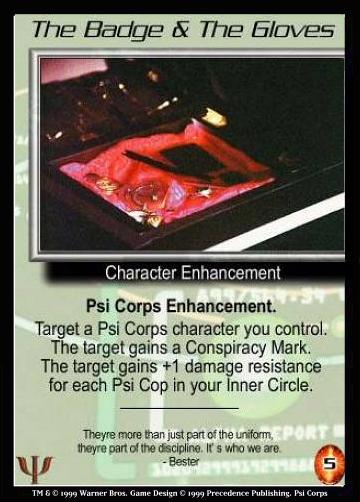 The Badge & The Gloves
Character Enhancement
Psi Corps Enhancement.
Target a Psi Corps character you control.
The target gains a Conspiracy Mark.
The target gains +1 damage resistance
for each Psi Cop in your Inner Circle.
Theyre more than just part of the uniform,
theyre part of the discipline. It' s who we are.
- Bester
Ψ
5
TM & © 1999 Warner Bros. Game Design © 1999 Precedence Publishing. Psi Corps